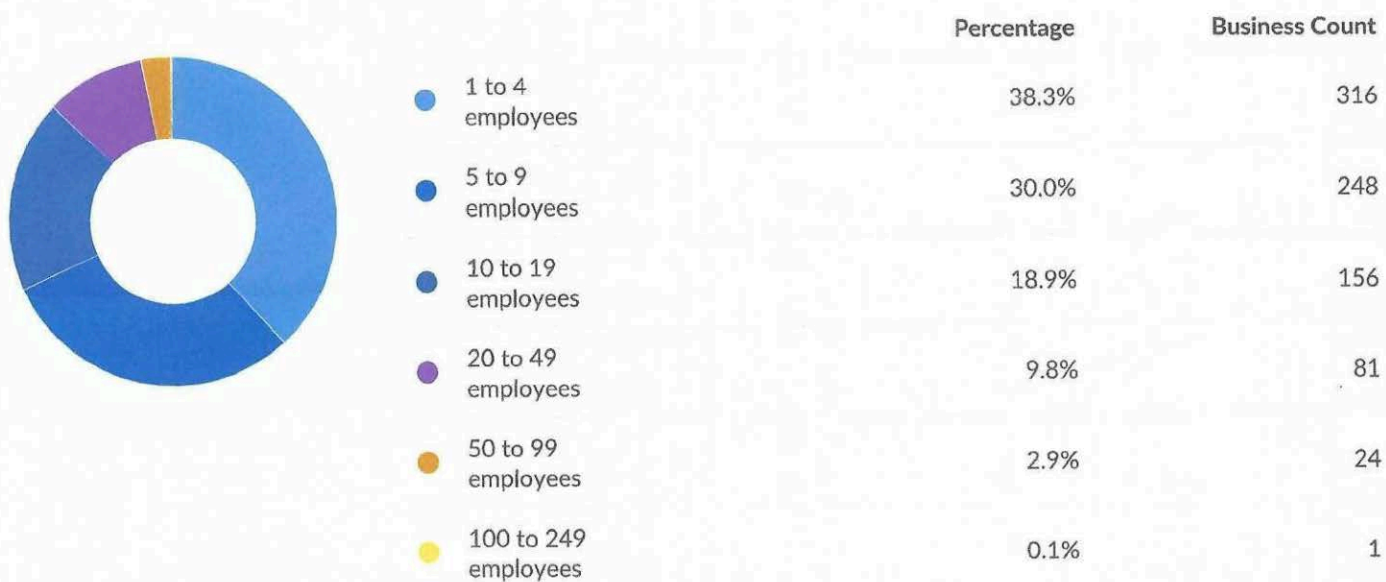 Percentage Business Count
1 to 4
employees 38.3% 316
5 to 9
employees 30.0% 248
10 to 19
employees 18.9% 156
20 to 49
employees 9.8% 81
50 to 99
employees 2.9% 24
100 to 249
employees 0.1% 1